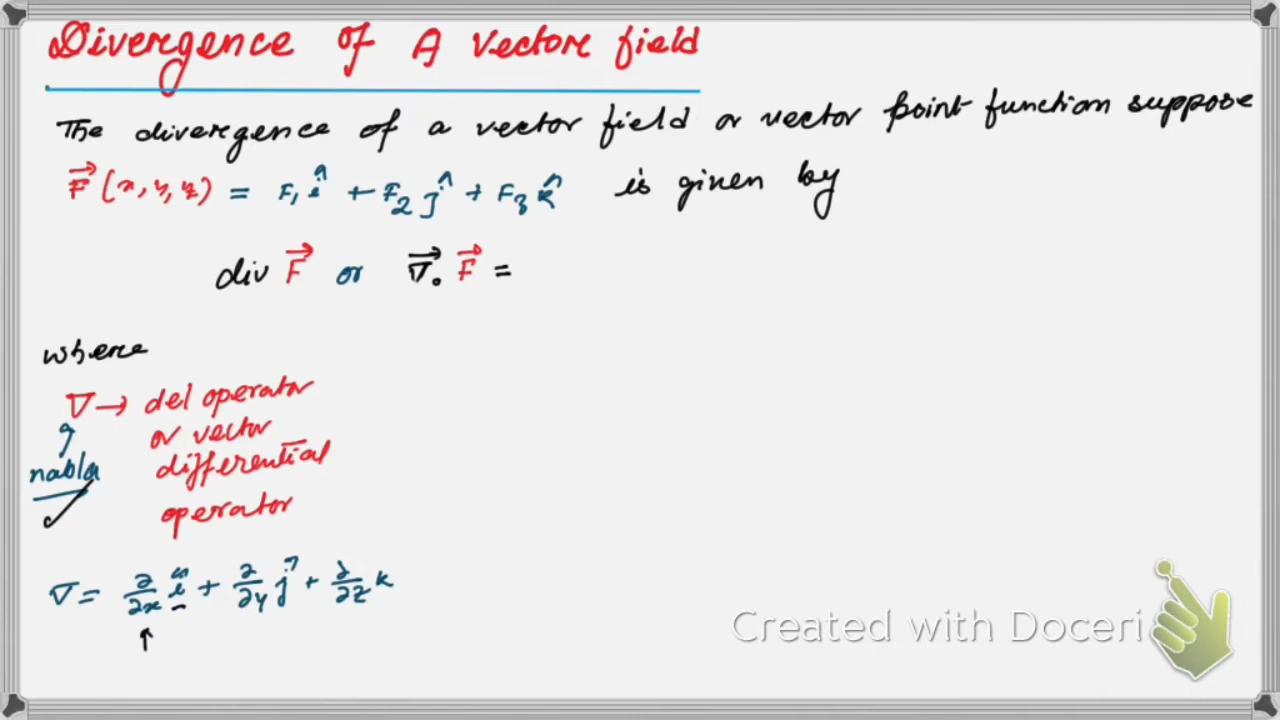 Divergence of A Vectore field
The divergence of a vector field or vector point function suppose
F⃗ (x, y, z) = F₁ î + F₂ ĵ + F₃ k̂ is given by
div F⃗ or ∇⃗. F⃗ =
where
∇ → del operator
or vector
nabla differential
operator
∇ = ∂/∂x î + ∂/∂y ĵ + ∂/∂z k
Created with Doceri